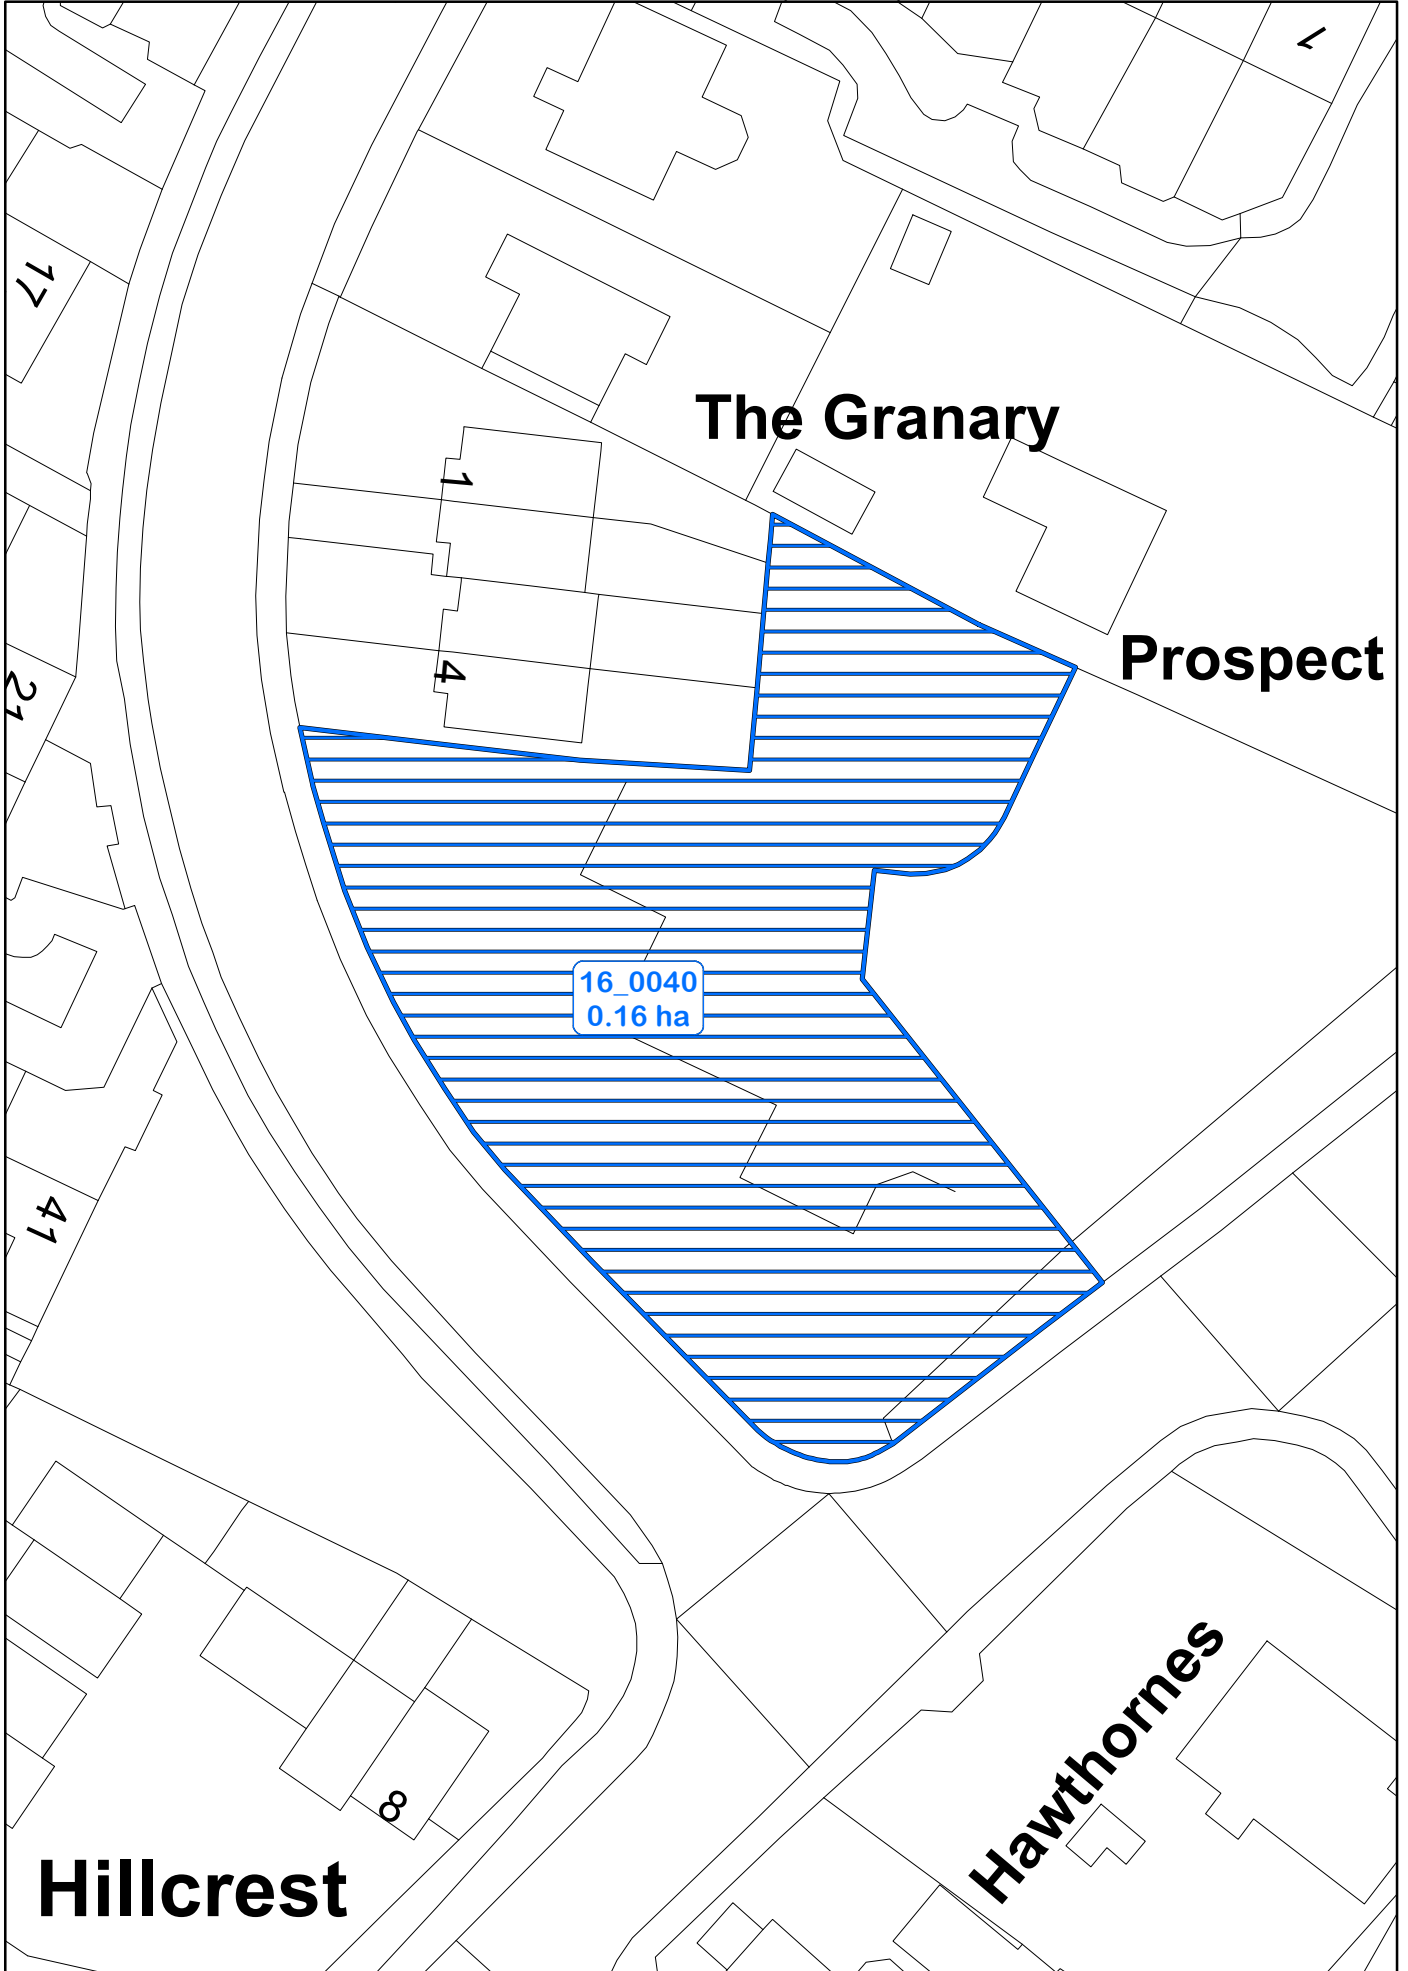 7
17
The Granary
1
Prospect
4
21
16_0040
0.16 ha
41
Hawthornes
8
Hillcrest